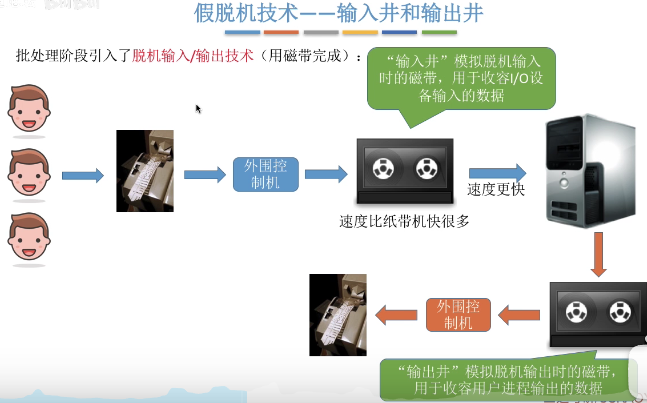 假脱机技术——输入井和输出井
批处理阶段引入了脱机输入/输出技术（用磁带完成）：
“输入井”模拟脱机输入
时的磁带，用于收容I/O设
备输入的数据
外围控
制机
速度更快
速度比纸带机快很多
外围控
制机
“输出井”模拟脱机输出时的磁带，
用于收容用户进程输出的数据